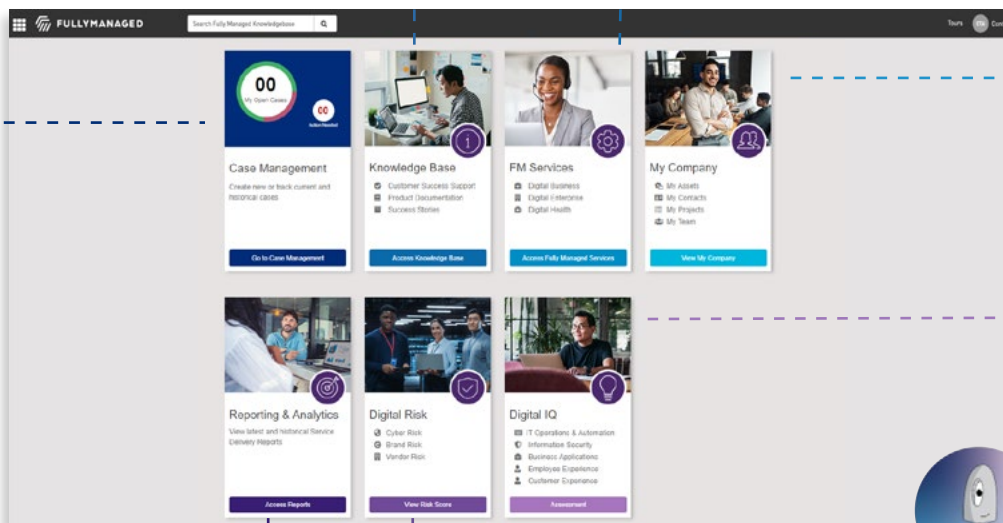 FULLYMANAGED
Search Fully Managed Knowledgebase
Tours
00
My Open Cases
00
Action Needed
Case Management
Create new or track current and
historical cases
Go to Case Management
Knowledge Base
Customer Success Support
Product Documentation
Success Stories
Access Knowledge Base
FM Services
Digital Business
Digital Enterprise
Digital Health
Access Fully Managed Services
My Company
My Assets
My Contacts
My Projects
My Team
View My Company
Reporting & Analytics
View latest and historical Service
Delivery Reports
Access Reports
Digital Risk
Cyber Risk
Brand Risk
Vendor Risk
View Risk Score
Digital IQ
IT Operations & Automation
Information Security
Business Applications
Employee Experience
Customer Experience
Assessment